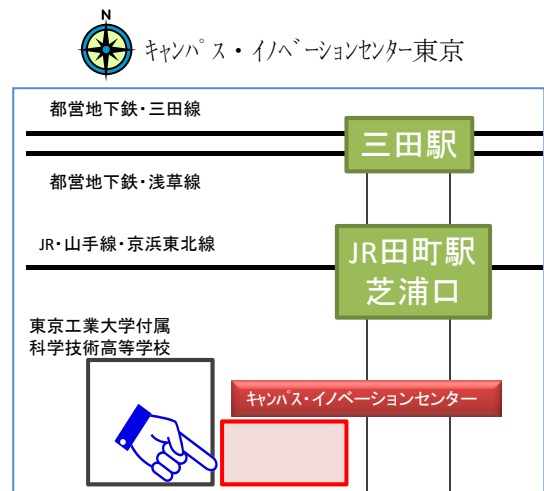 N
キャンパス・イノベーションセンター東京
都営地下鉄・三田線
三田駅
都営地下鉄・浅草線
JR・山手線・京浜東北線
JR田町駅
芝浦口
東京工業大学付属
科学技術高等学校
キャンパス・イノベーションセンター